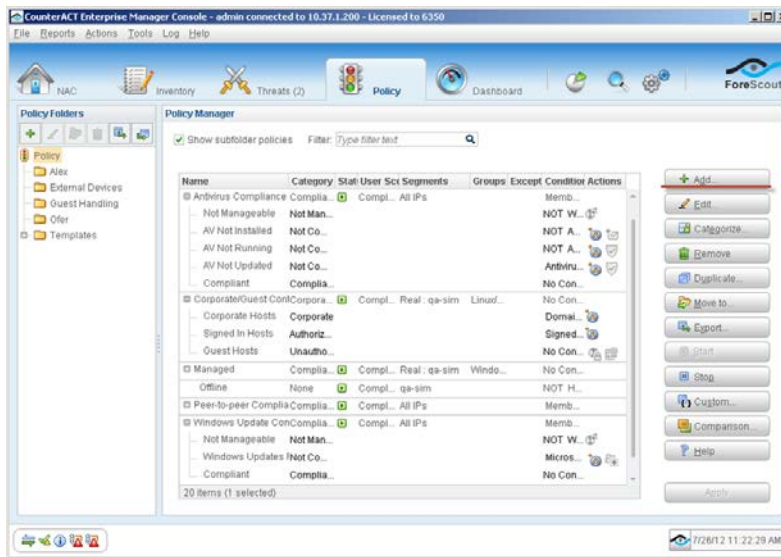 CounterACT Enterprise Manager Console - admin connected to 10.37.1.200 - Licensed to 6350
File Reports Actions Tools Log Help
NAC Inventory Threats (2) Policy Dashboard ForeScout
Policy Folders
Policy
Alex
External Devices
Guest Handling
Ofer
Templates
Policy Manager
Show subfolder policies Filter: Type filter text
Name Category Stat User Sc Segments Groups Except Condition Actions
Antivirus Compliance Complia... Compl... All IPs Memb...
Not Manageable Not Man... NOT W...
AV Not Installed Not Co... NOT A...
AV Not Running Not Co... NOT A...
AV Not Updated Not Co... Antiviru...
Compliant Complia... No Con...
Corporate/Guest Cont Corpora... Compl... Real: qa-sim Linux/... No Con...
Corporate Hosts Corporate Domai...
Signed In Hosts Authoriz... Signed...
Guest Hosts Unautho... No Con...
Managed Complia... Compl... Real: qa-sim Windo... No Con...
Offline None Compl... qa-sim NOT H...
Peer-to-peer Complia Complia... Compl... All IPs Memb...
Windows Update Con Complia... Compl... All IPs Memb...
Not Manageable Not Man... NOT W...
Windows Updates Not Co... Micros...
Compliant Complia... No Con...
20 items (1 selected)
Add...
Edit...
Categorize...
Remove
Duplicate...
Move to...
Export...
Start
Stop
Custom...
Comparison...
Help
Apply
7/26/12 11:22:29 AM